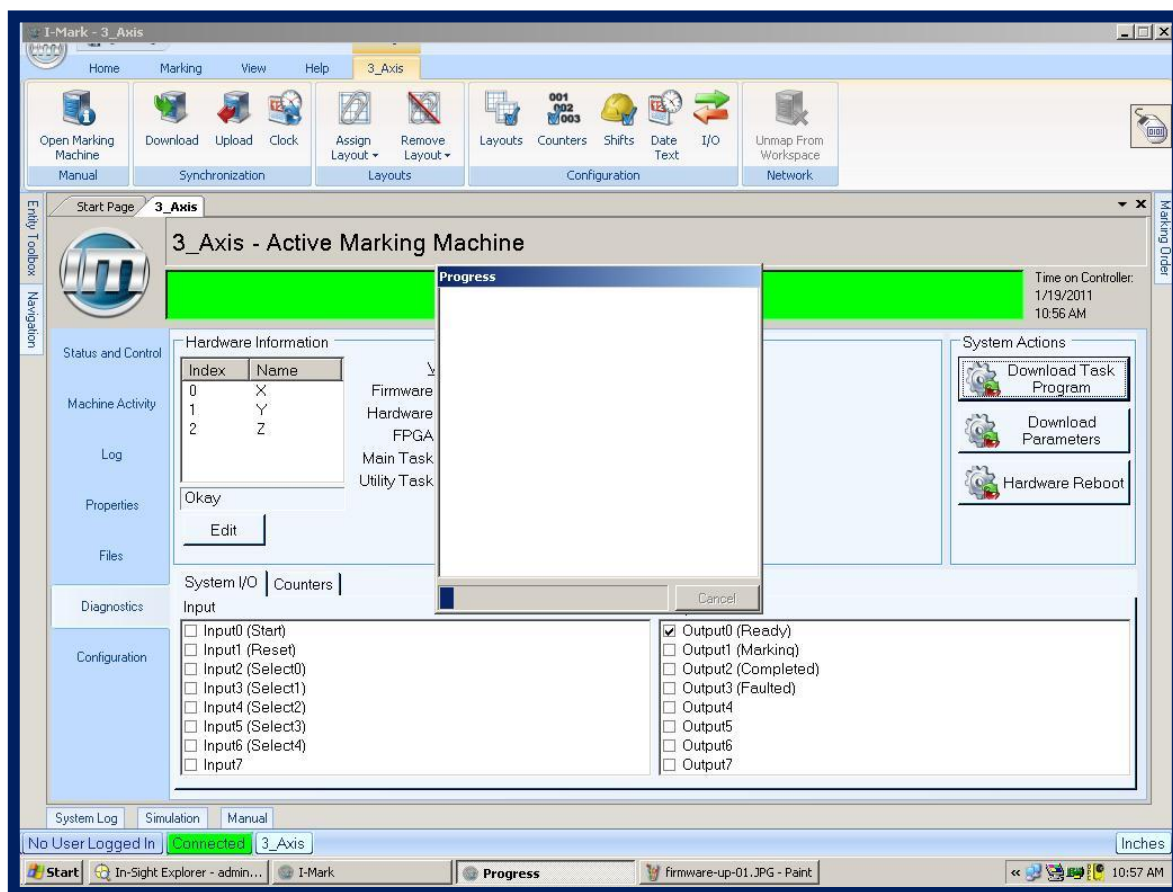 I-Mark - 3_Axis
Home Marking View Help 3_Axis
001
002
003
Open Marking Machine
Download Upload Clock
Assign Layout Remove Layout
Layouts Counters Shifts Date Text I/O
Unmap From Workspace
Manual Synchronization Layouts Configuration Network
Entity Toolbox
Navigation
Marking Order
Start Page 3_Axis
3_Axis - Active Marking Machine
Time on Controller:
1/19/2011
10:56 AM
Progress
Cancel
Status and Control
Machine Activity
Log
Properties
Files
Diagnostics
Configuration
Hardware Information
Index Name
0 X
1 Y
2 Z
Okay
Edit
Firmware
Hardware
FPGA
Main Task
Utility Task
System Actions
Download Task Program
Download Parameters
Hardware Reboot
System I/O Counters
Input
Input0 (Start)
Input1 (Reset)
Input2 (Select0)
Input3 (Select1)
Input4 (Select2)
Input5 (Select3)
Input6 (Select4)
Input7
Output0 (Ready)
Output1 (Marking)
Output2 (Completed)
Output3 (Faulted)
Output4
Output5
Output6
Output7
System Log Simulation Manual
No User Logged In Connected 3_Axis Inches
Start In-Sight Explorer - admin... I-Mark Progress firmware-up-01.JPG - Paint 10:57 AM